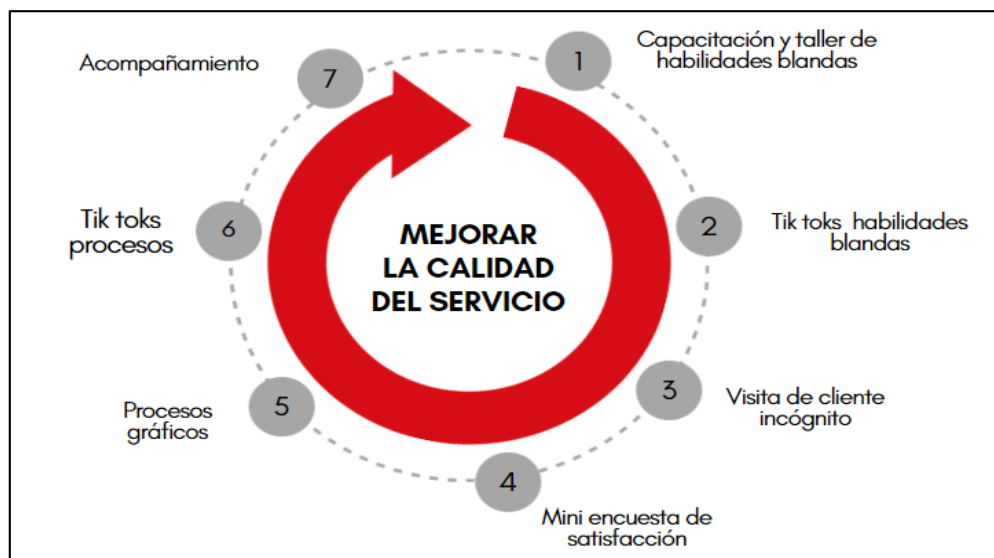 1
Capacitación y taller de
habilidades blandas
2
Tik toks habilidades
blandas
3
Visita de cliente
incógnito
4
Mini encuesta de
satisfacción
5
Procesos
gráficos
6
Tik toks
procesos
7
Acompañamiento
MEJORAR
LA CALIDAD
DEL SERVICIO